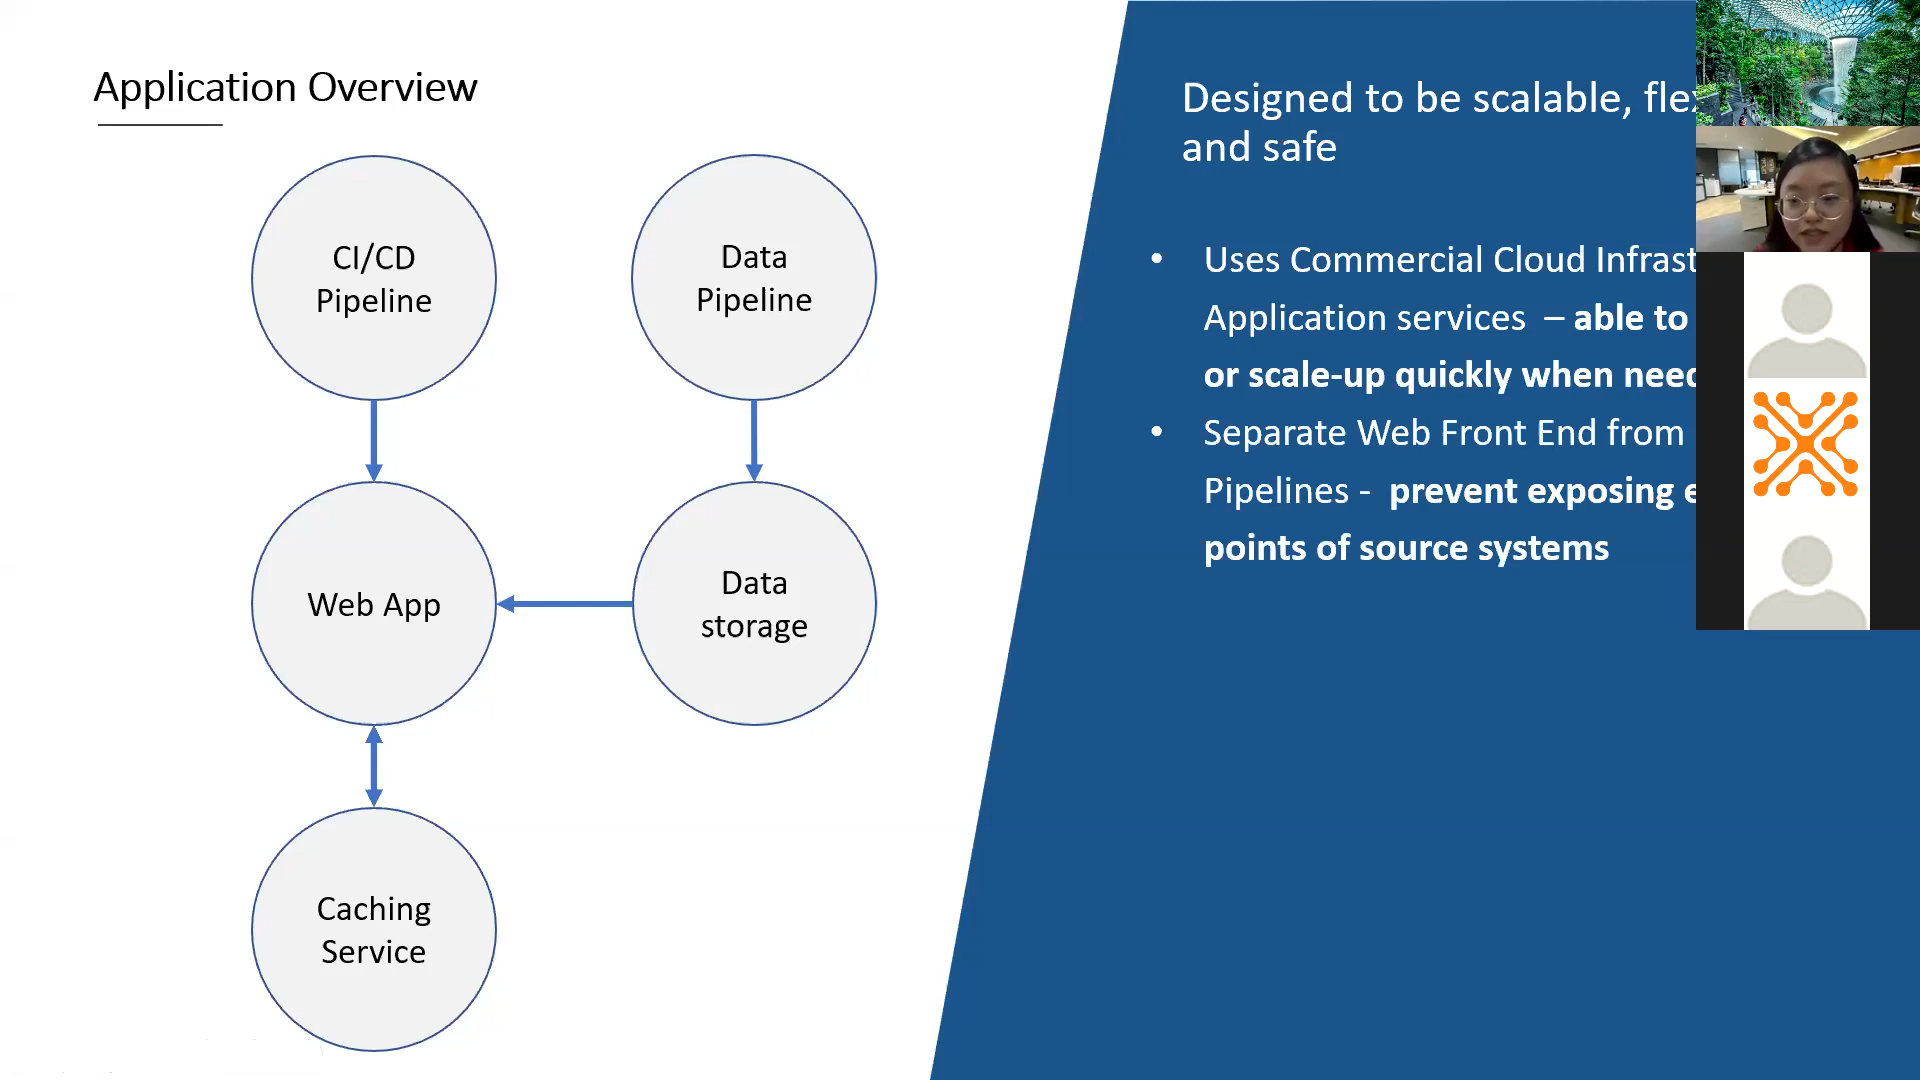 Application Overview
CI/CD
Pipeline
Data
Pipeline
Web App
Data
storage
Caching
Service
Designed to be scalable,
and safe
• Uses Commercial Cloud
Application services – able to
or scale-up quickly when
• Separate Web Front End from
Pipelines - prevent exposing
points of source systems